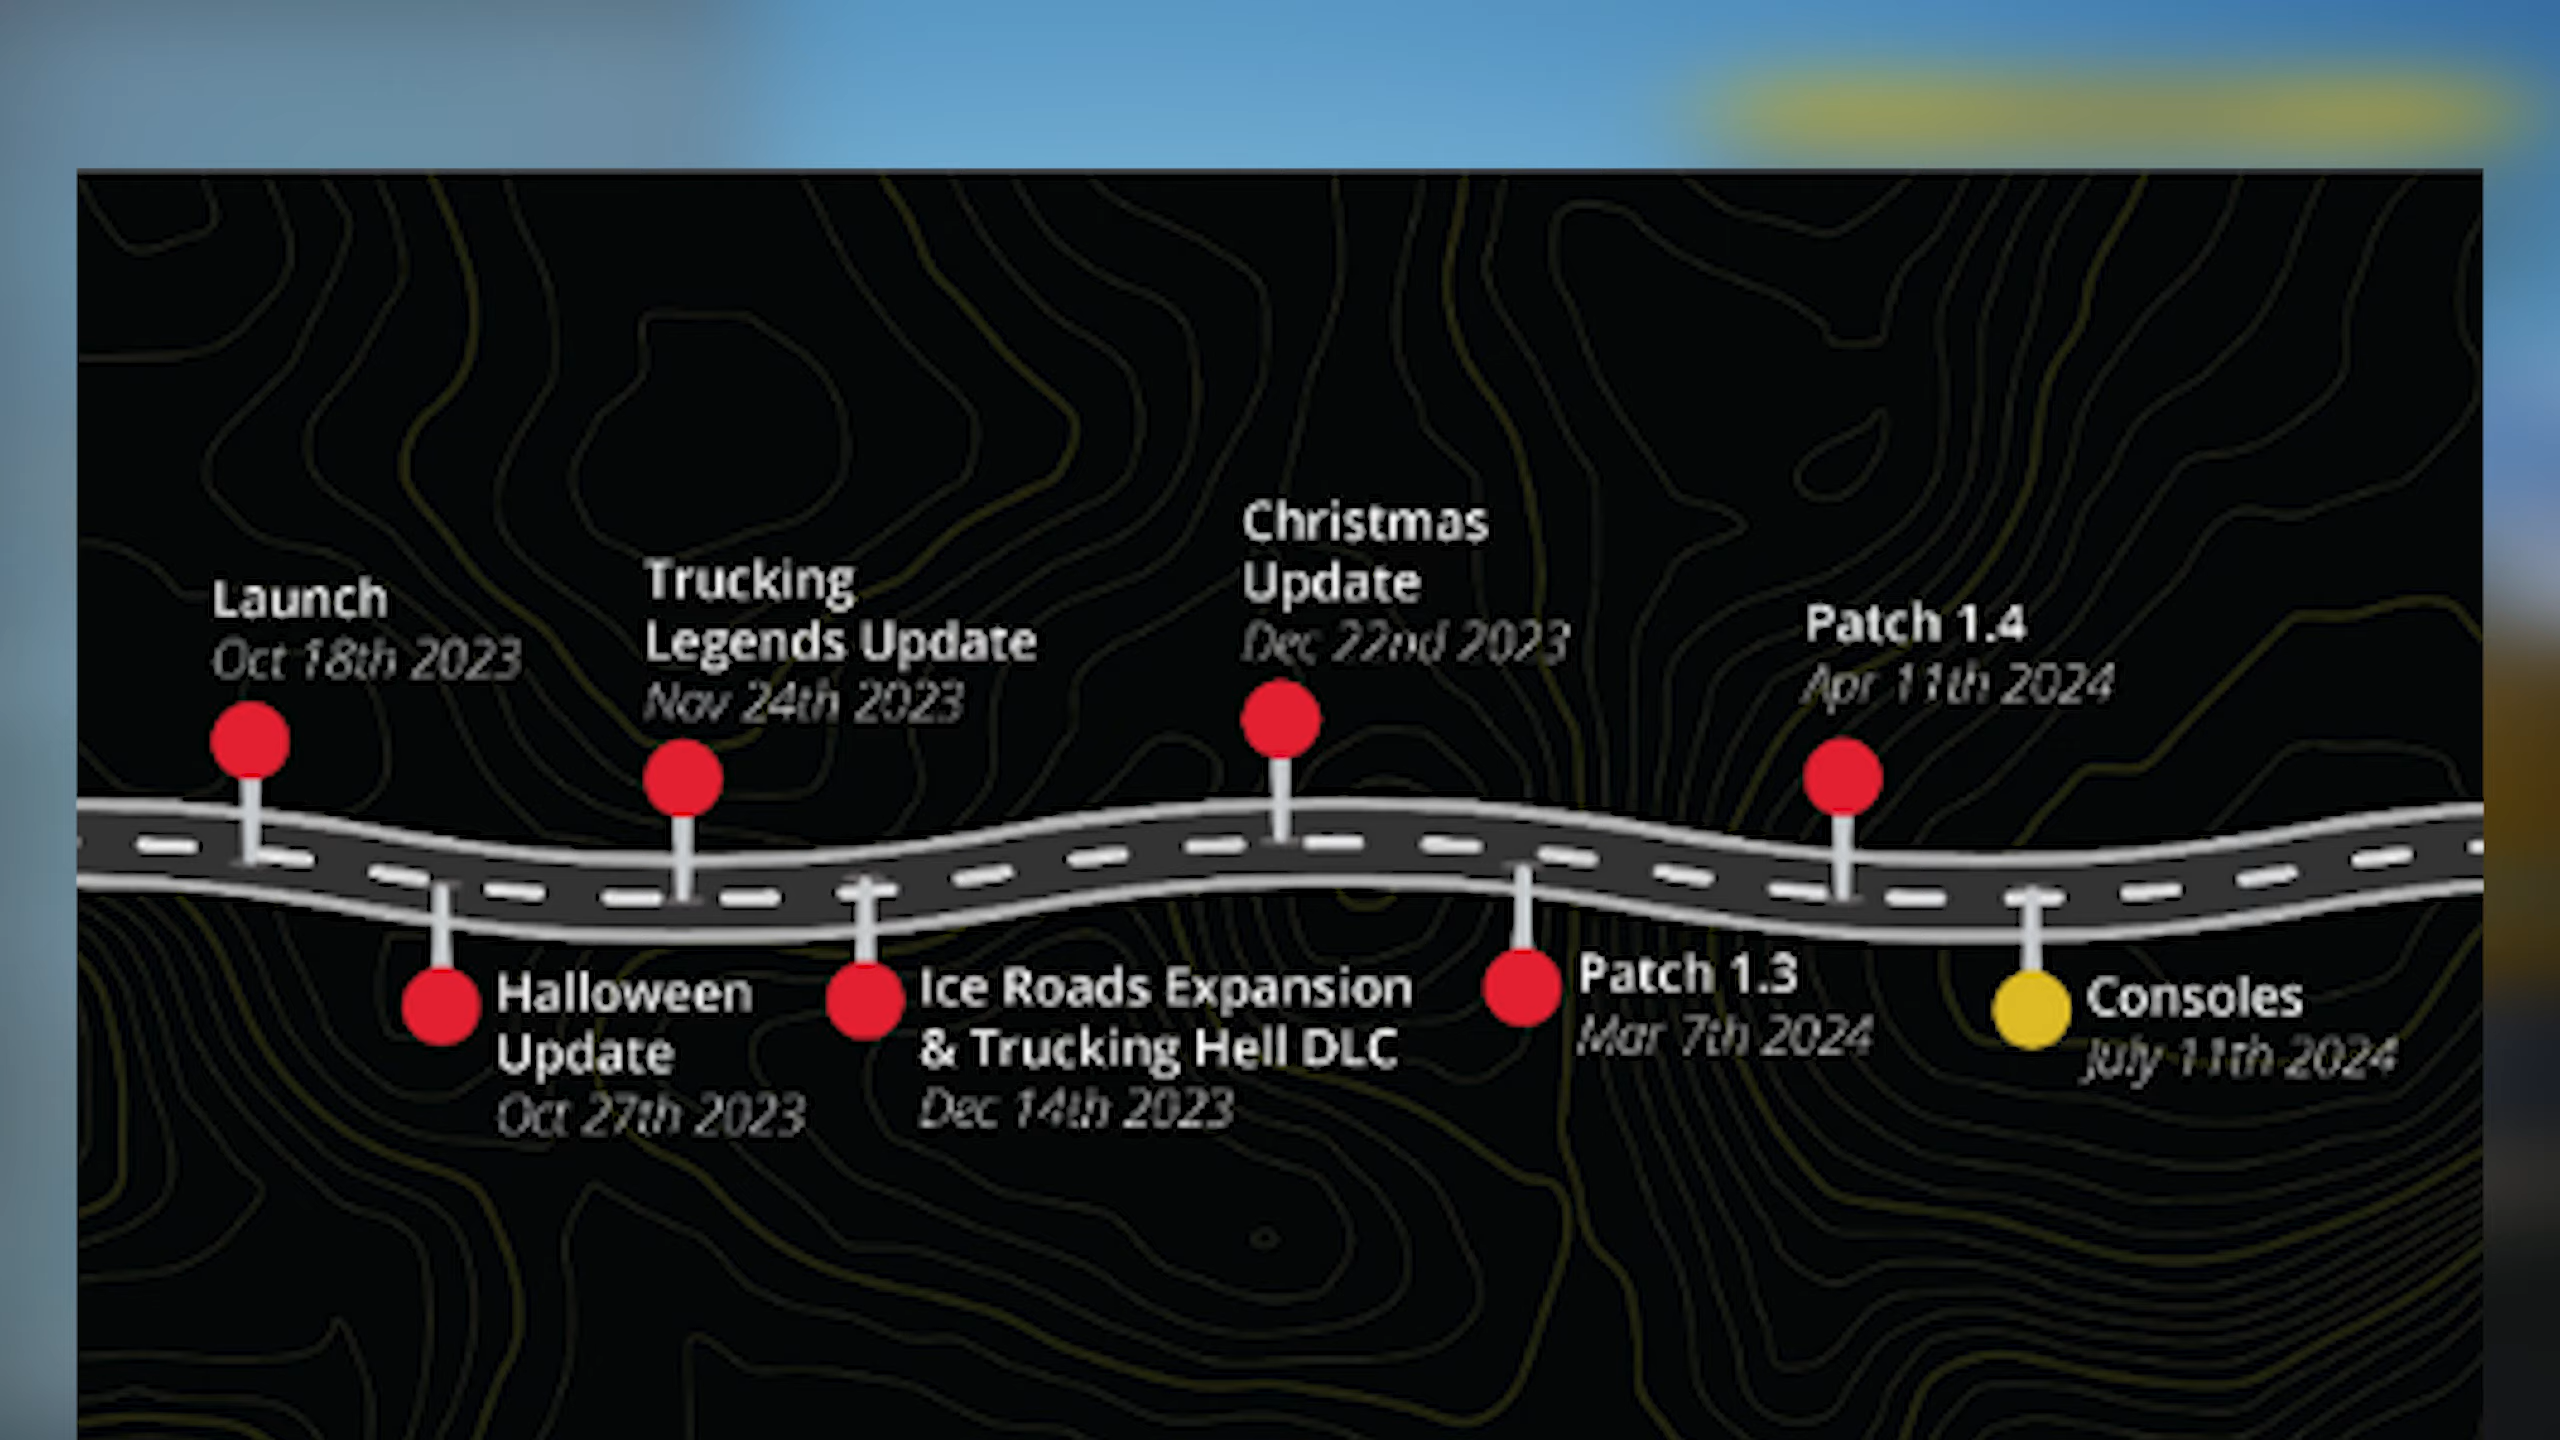 Launch
Oct 18th 2023
Halloween
Update
Oct 27th 2023
Trucking
Legends Update
Nov 24th 2023
Ice Roads Expansion
& Trucking Hell DLC
Dec 14th 2023
Christmas
Update
Dec 22nd 2023
Patch 1.3
Mar 7th 2024
Patch 1.4
Apr 11th 2024
Consoles
July 11th 2024